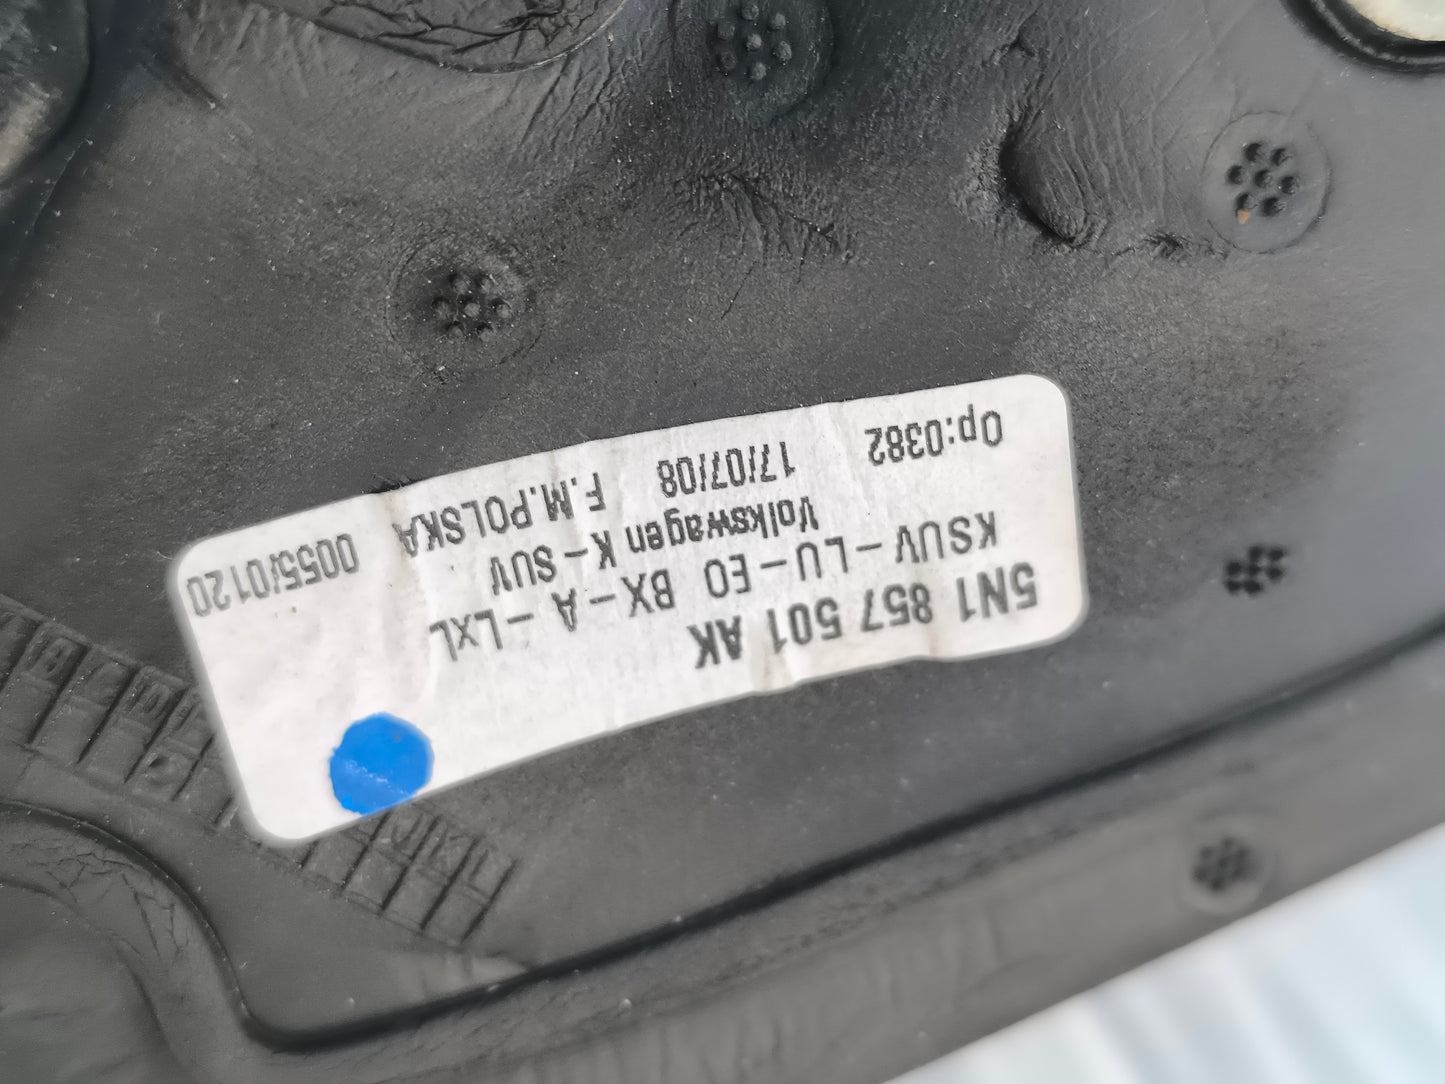 5N1 857 501 AK
KSUV-LU-EO BX-A-LXL
Volkswagen K-SUV
17/07/08 F.M.POLSKA
Op:0382 0055/0120